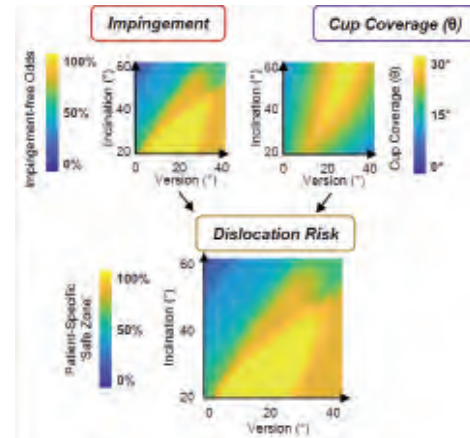 Impingement
Cup Coverage (θ)
Impingement-free Odds
100%
50%
0%
Inclination (°)
60
40
20
0
20
40
Version (°)
Inclination (°)
60
40
20
0
20
40
Version (°)
30°
15°
0°
Cup Coverage (θ)
Dislocation Risk
Patient-Specific
"Safe Zone"
100%
50%
0%
Inclination (°)
60
40
20
0
20
40
Version (°)